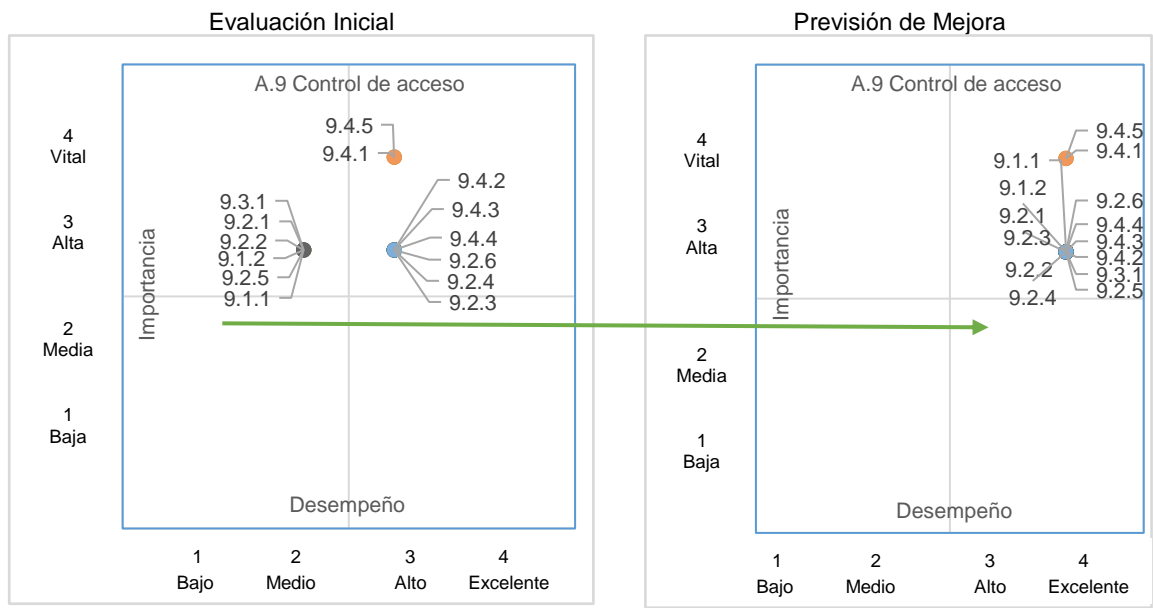 Evaluación Inicial
A.9 Control de acceso
4
Vital
3
Alta
2
Media
1
Baja
Importancia
9.4.5
9.4.1
9.3.1
9.2.1
9.2.2
9.1.2
9.2.5
9.1.1
9.4.2
9.4.3
9.4.4
9.2.6
9.2.4
9.2.3
Desempeño
1
Bajo
2
Medio
3
Alto
4
Excelente
Previsión de Mejora
A.9 Control de acceso
4
Vital
3
Alta
2
Media
1
Baja
Importancia
9.4.5
9.4.1
9.1.1
9.1.2
9.2.1
9.2.3
9.2.2
9.2.4
9.2.6
9.4.4
9.4.3
9.4.2
9.3.1
9.2.5
Desempeño
1
Bajo
2
Medio
3
Alto
4
Excelente